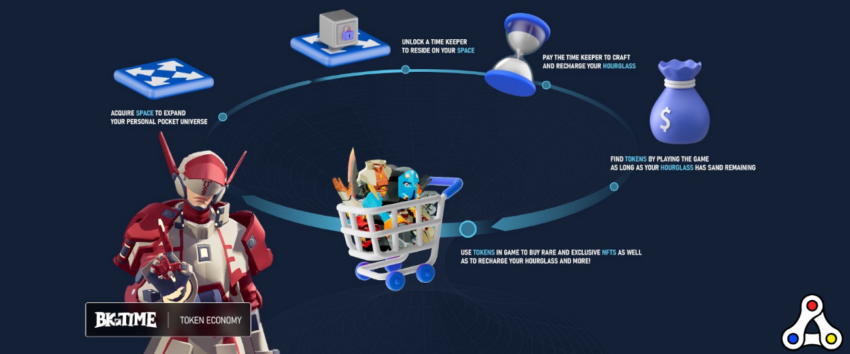 UNLOCK A TIME KEEPER
TO RESIDE ON YOUR SPACE
PAY THE TIME KEEPER TO CRAFT
AND RECHARGE YOUR HOURGLASS
ACQUIRE SPACE TO EXPAND
YOUR PERSONAL POCKET UNIVERSE
$
FIND TOKENS BY PLAYING THE GAME
AS LONG AS YOUR HOURGLASS HAS SAND REMAINING
USE TOKENS IN GAME TO BUY RARE AND EXCLUSIVE NFTS AS WELL
AS TO RECHARGE YOUR HOURGLASS AND MORE!
BIG TIME | TOKEN ECONOMY